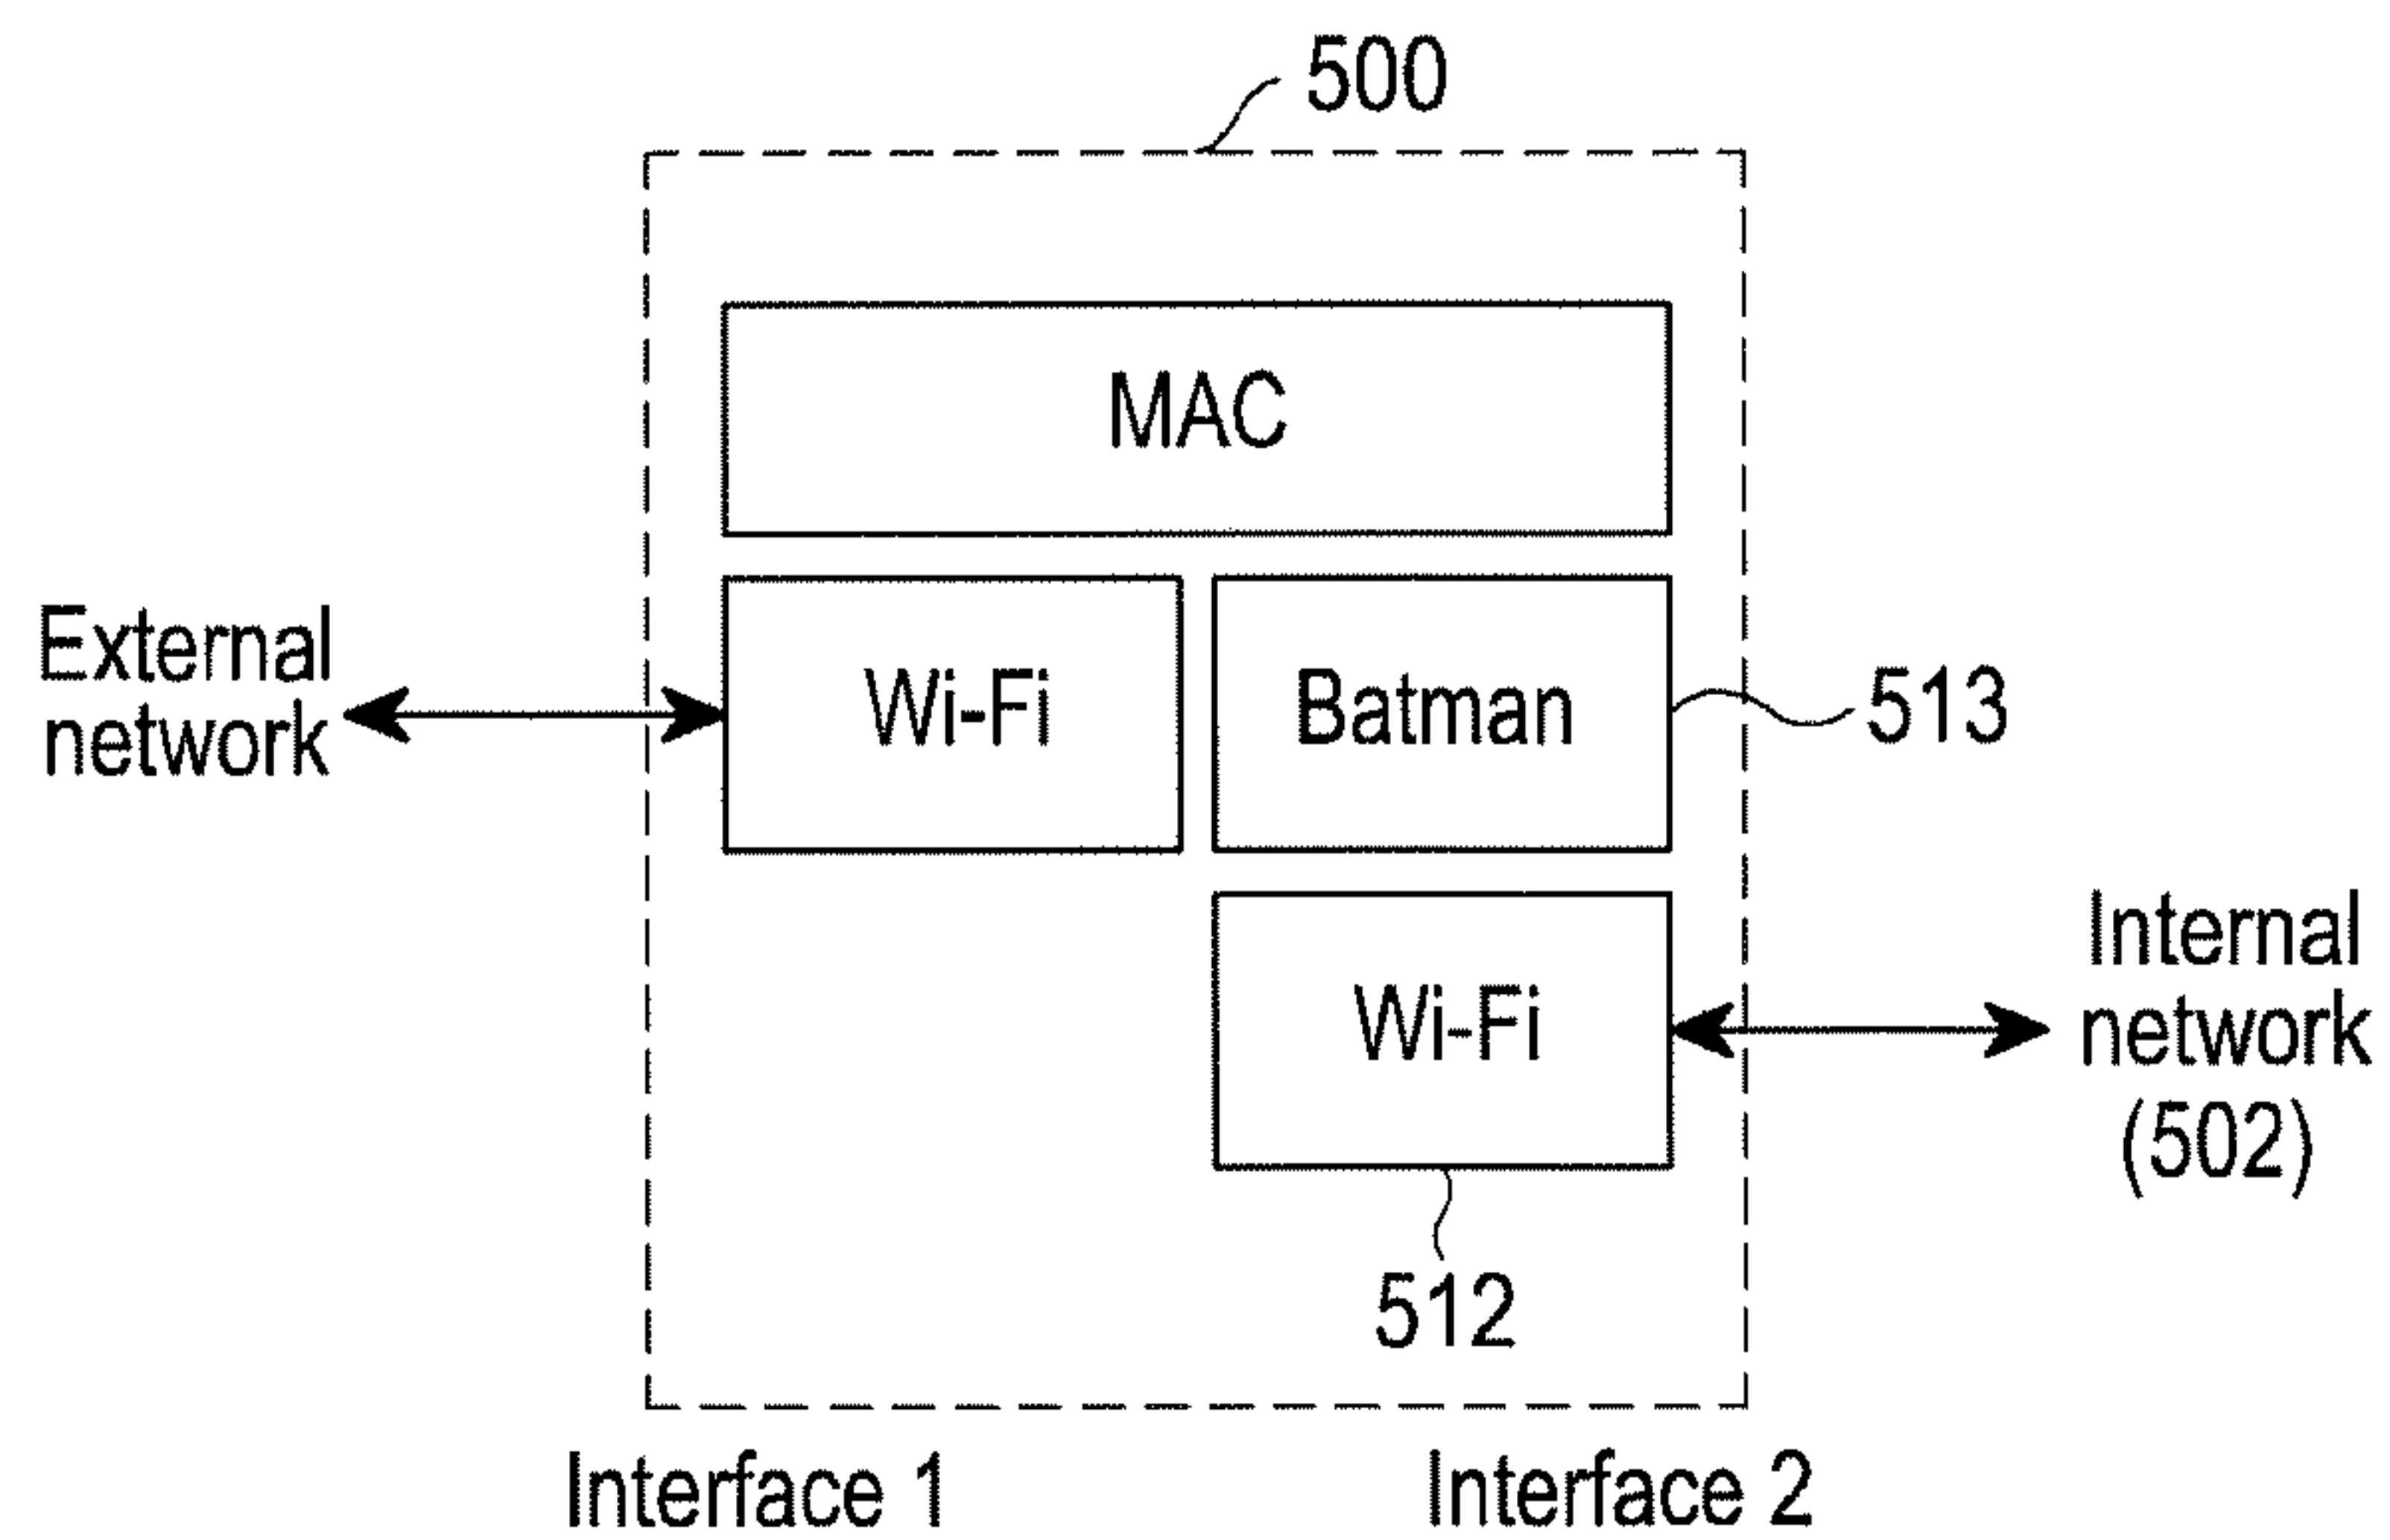 500
MAC
External
network
Wi-Fi
Batman
513
Wi-Fi
Internal
network
(502)
512
Interface 1
Interface 2